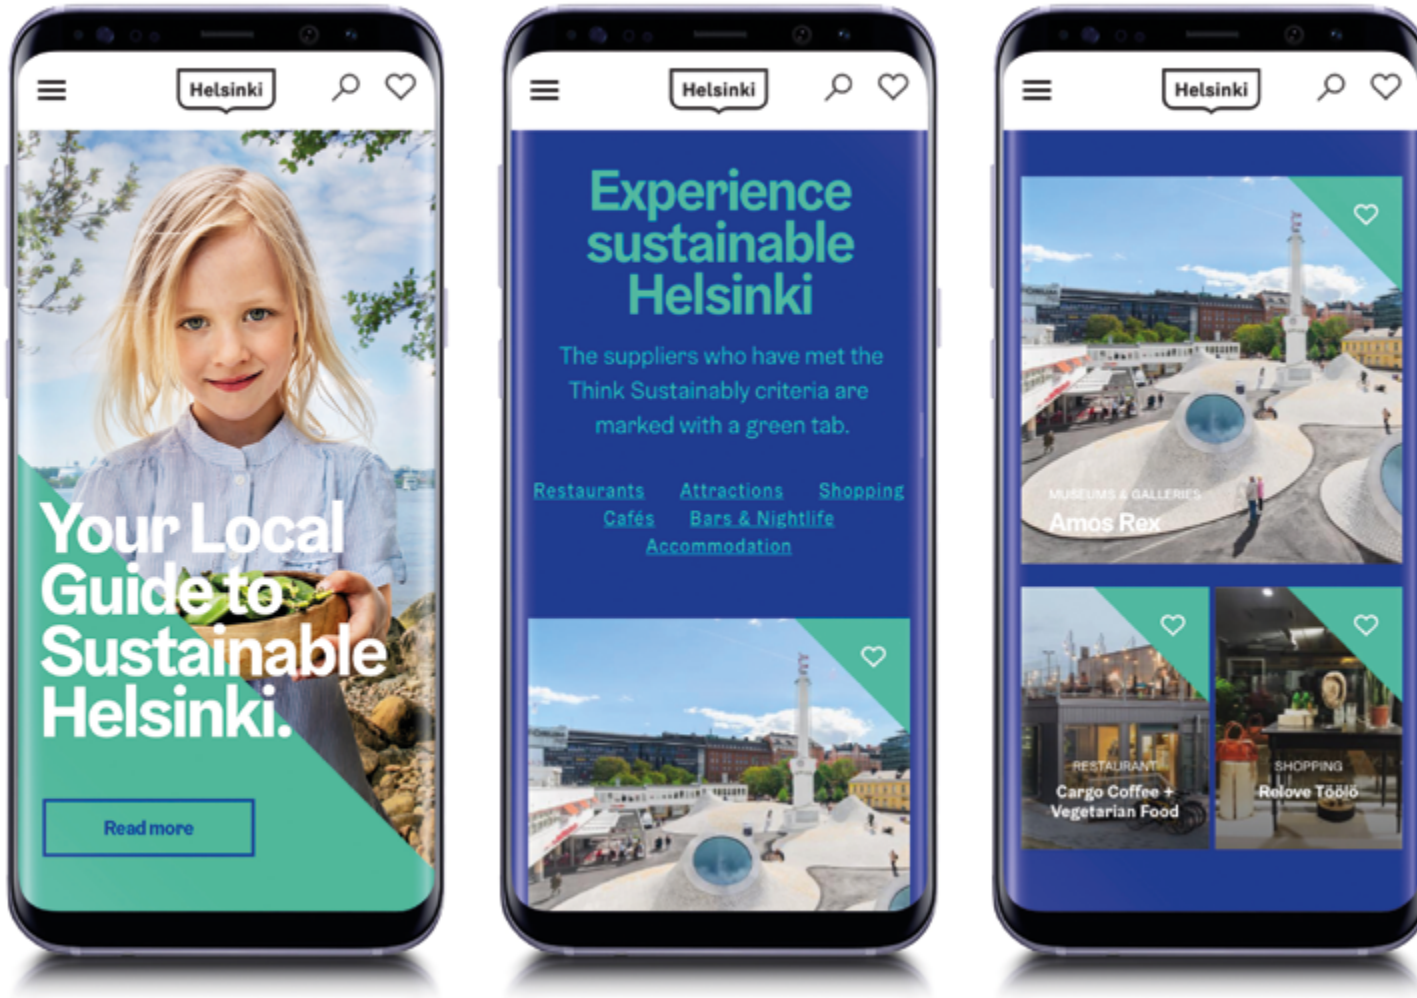 Helsinki
Your Local
Guide to
Sustainable
Helsinki.
Read more
Helsinki
Experience
sustainable
Helsinki
The suppliers who have met the
Think Sustainably criteria are
marked with a green tab.
Restaurants Attractions Shopping
Cafés Bars & Nightlife
Accommodation
Helsinki
MUSEUMS & GALLERIES
Amos Rex
RESTAURANT
Cargo Coffee +
Vegetarian Food
SHOPPING
Relove Töölö